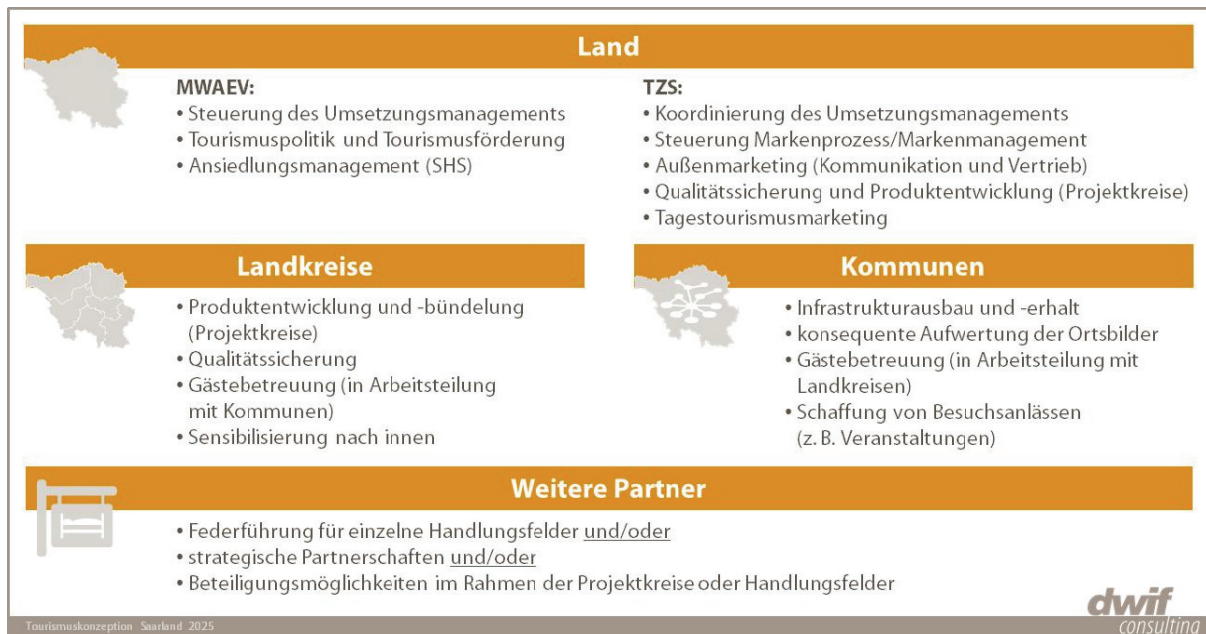 Land
MWAEV:
• Steuerung des Umsetzungsmanagements
• Tourismuspolitik und Tourismusförderung
• Ansiedlungsmanagement (SHS)
TZS:
• Koordinierung des Umsetzungsmanagements
• Steuerung Markenprozess/Markenmanagement
• Außenmarketing (Kommunikation und Vertrieb)
• Qualitätssicherung und Produktentwicklung (Projektkreise)
• Tagestourismusmarketing
Landkreise
• Produktentwicklung und -bündelung
(Projektkreise)
• Qualitätssicherung
• Gästebetreuung (in Arbeitsteilung
mit Kommunen)
• Sensibilisierung nach innen
Kommunen
• Infrastrukturausbau und -erhalt
• konsequente Aufwertung der Ortsbilder
• Gästebetreuung (in Arbeitsteilung mit
Landkreisen)
• Schaffung von Besuchsanlässen
(z. B. Veranstaltungen)
Weitere Partner
• Federführung für einzelne Handlungsfelder und/oder
• strategische Partnerschaften und/oder
• Beteiligungsmöglichkeiten im Rahmen der Projektkreise oder Handlungsfelder
Tourismuskonzeption Saarland 2025
dwif
consulting